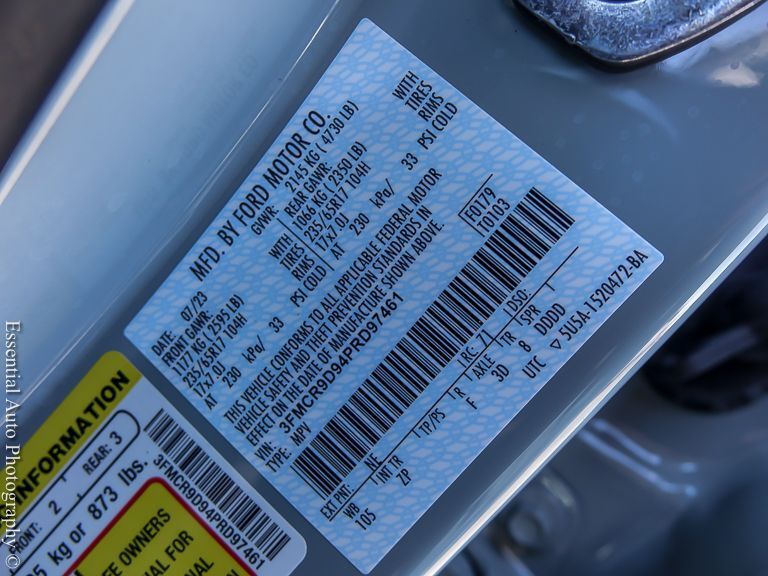 MFD. BY FORD MOTOR CO.
DATE: 07/23 GVWR: 2145 KG ( 4730 LB)
FRONT GAWR: REAR GAWR:
1177 KG (2595 LB) WITH 1066 KG (2350 LB) WITH
235/65R17 104H TIRES 235/65R17 104H TIRES
17x7.0J RIMS 17x7.0J RIMS
AT 230 kPa/ 33 PSI COLD AT 230 kPa/ 33 PSI COLD
THIS VEHICLE CONFORMS TO ALL APPLICABLE FEDERAL MOTOR
VEHICLE SAFETY AND THEFT PREVENTION STANDARDS IN
EFFECT ON THE DATE OF MANUFACTURE SHOWN ABOVE.
VIN: 3FMCR9D94PRD97461 F0179
TYPE: MPV T0103
EXT PNT: NE RC: 71 DSO:
WB INT TR TP/PS R AXLE TR SPR
105 ZP F 3D 8 DDDD
UTC ▽5U5A-1520472-BA
INFORMATION
FRONT: 2 REAR: 3
kg or 873 lbs.
3FMCR9D94PRD97461
OWNERS
FOR
Essential Auto Photography ©